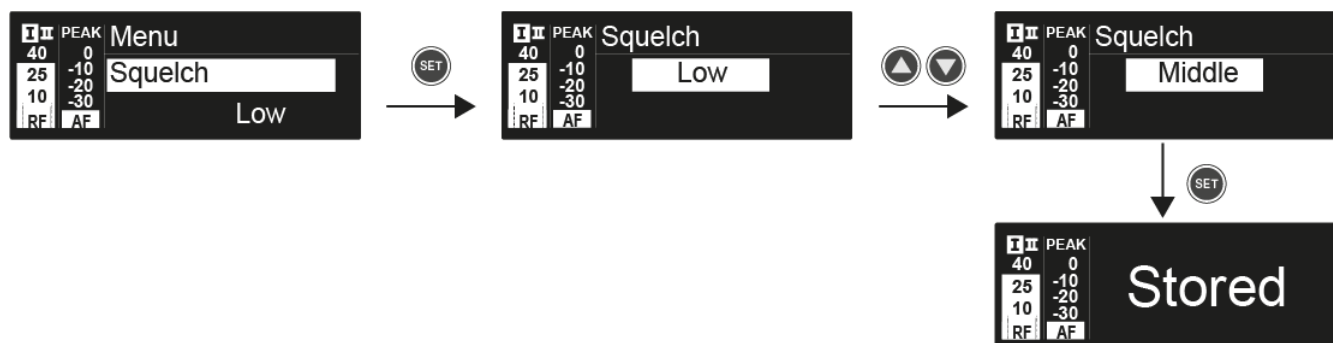 I II PEAK Menu
40 0
25 -10 Squelch
-20
10 -30
Low
RF AF
SET
I II PEAK Squelch
40 0
25 -10 Low
-20
10 -30
RF AF
I II PEAK Squelch
40 0
25 -10 Middle
-20
10 -30
RF AF
SET
I II PEAK
40 0
25 -10 Stored
-20
10 -30
RF AF